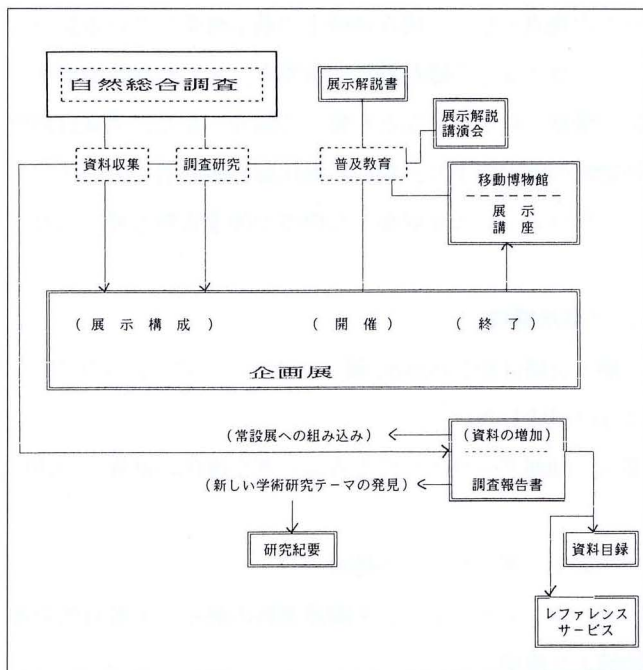 自然総合調査
展示解説書
展示解説
講演会
資料収集
調査研究
普及教育
移動博物館
展示
講座
(展示構成)
(開催)
(終了)
企画展
(常設展への組み込み)
(資料の増加)
(新しい学術研究テーマの発見)
調査報告書
研究紀要
資料目録
レファレンス
サービス